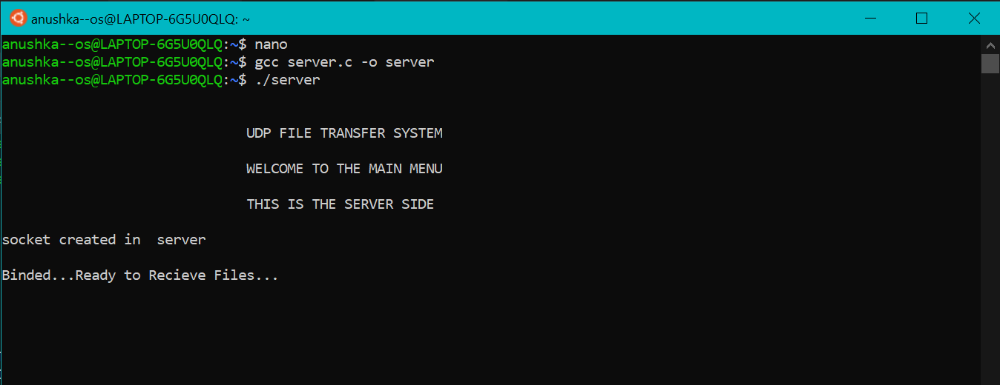 anushka--os@LAPTOP-6G5U0QLQ: ~
anushka--os@LAPTOP-6G5U0QLQ:~$ nano
anushka--os@LAPTOP-6G5U0QLQ:~$ gcc server.c -o server
anushka--os@LAPTOP-6G5U0QLQ:~$ ./server
UDP FILE TRANSFER SYSTEM
WELCOME TO THE MAIN MENU
THIS IS THE SERVER SIDE
socket created in  server
Binded...Ready to Recieve Files...